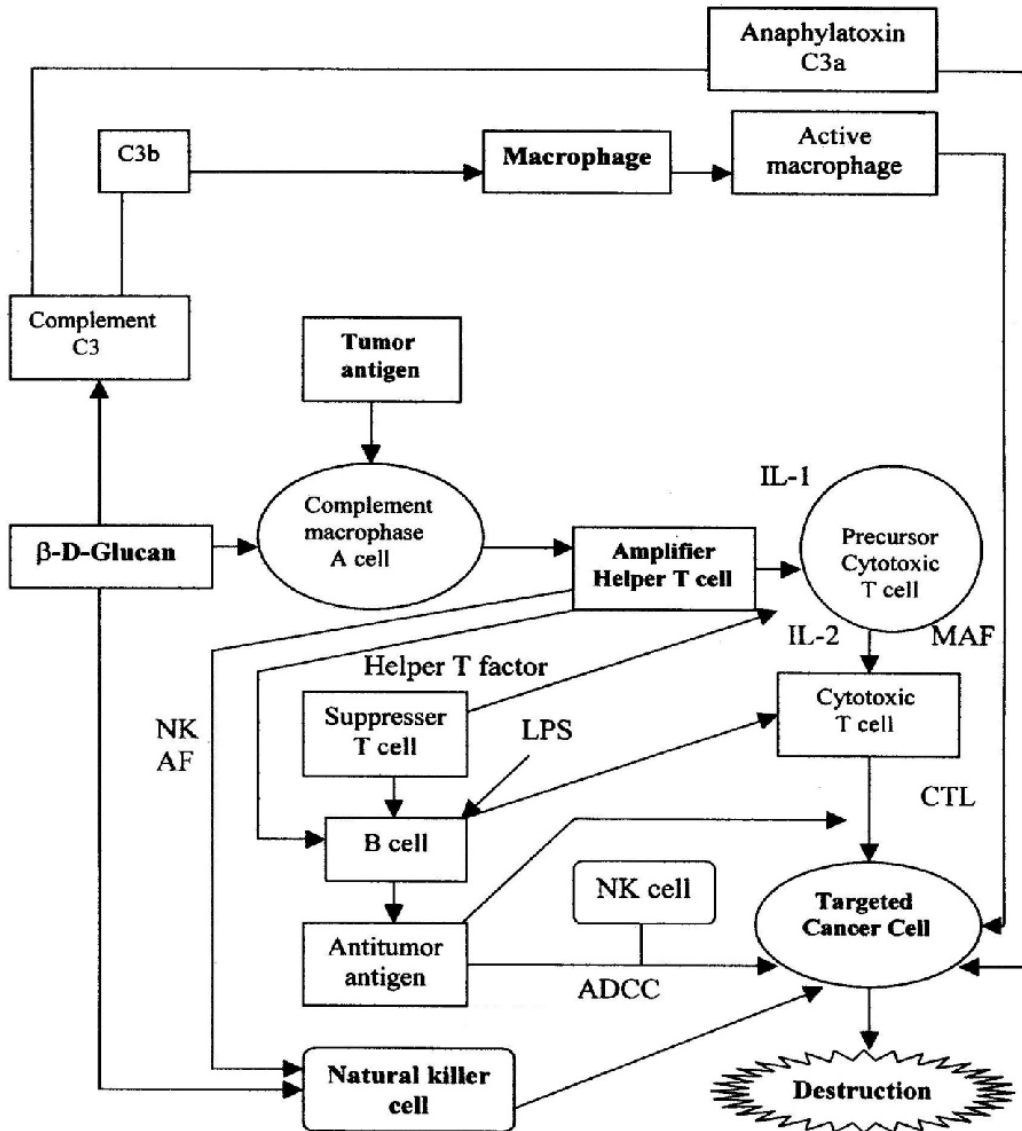 Anaphylatoxin
C3a
C3b
Macrophage
Active
macrophage
Complement
C3
Tumor
antigen
IL-1
Complement
macrophase
A cell
β-D-Glucan
Amplifier
Helper T cell
Precursor
Cytotoxic
T cell
IL-2
MAF
Helper T factor
Suppresser
T cell
LPS
Cytotoxic
T cell
NK
AF
CTL
B cell
NK cell
Targeted
Cancer Cell
Antitumor
antigen
ADCC
Natural killer
cell
Destruction